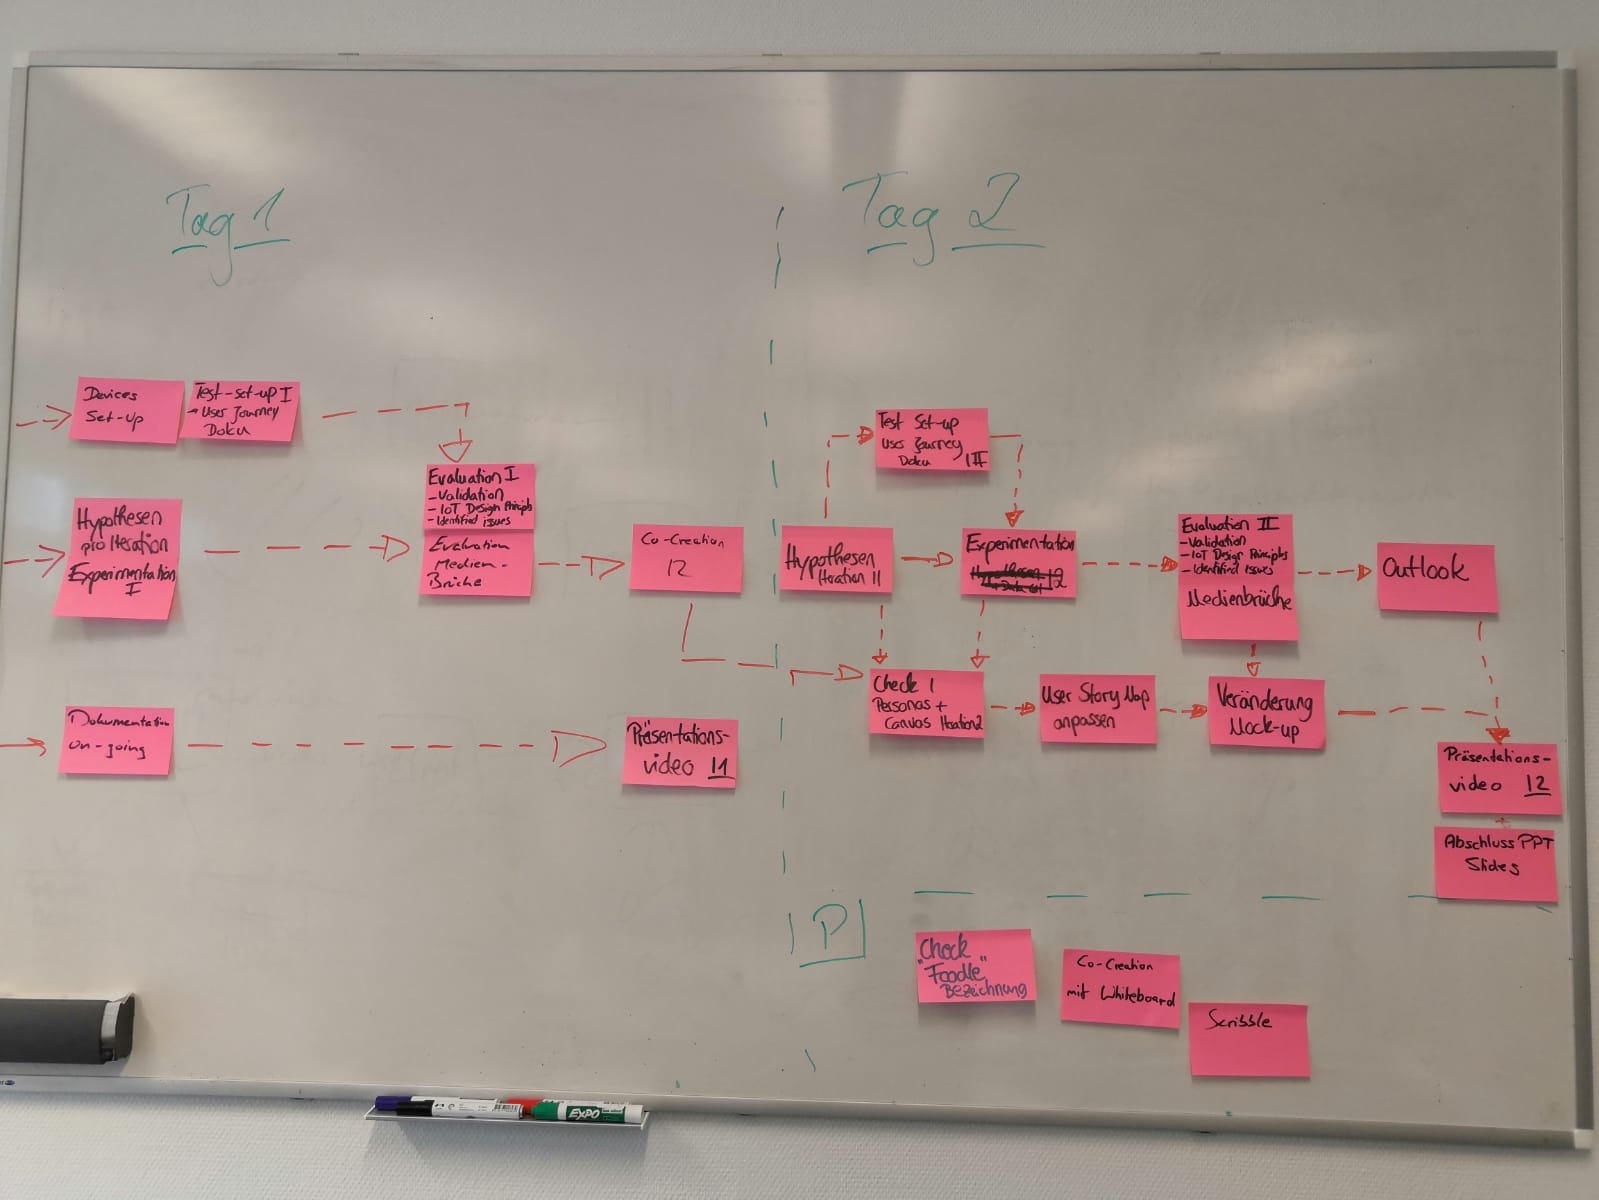 Tag 1
Tag 2
Devices
Set-Up
Test-set-up I
→ User Journey
Doku
Hypothesen
pro Iteration
Experimentation
I
Dokumentation
on-going
Evaluation I
- Validation
- IoT Design Principles
- Identified issues
Evaluation
Medien-
Brüche
Co-Creation
I2
Präsentations-
video I1
Test Set-up
User Journey
Doku I II
Hypothesen
Iteration II
Experimentation
I2
Check I
Personas +
Canvas Iteration2
User Story Map
anpassen
Evaluation II
- Validation
- IoT Design Principles
- Identified Issues
Medienbrüche
Veränderung
Mock-up
Outlook
Präsentations-
video I2
Abschluss PPT
Slides
P
Check
"Foodle"
Bezeichnung
Co-Creation
mit Whiteboard
Scribble
EXPO